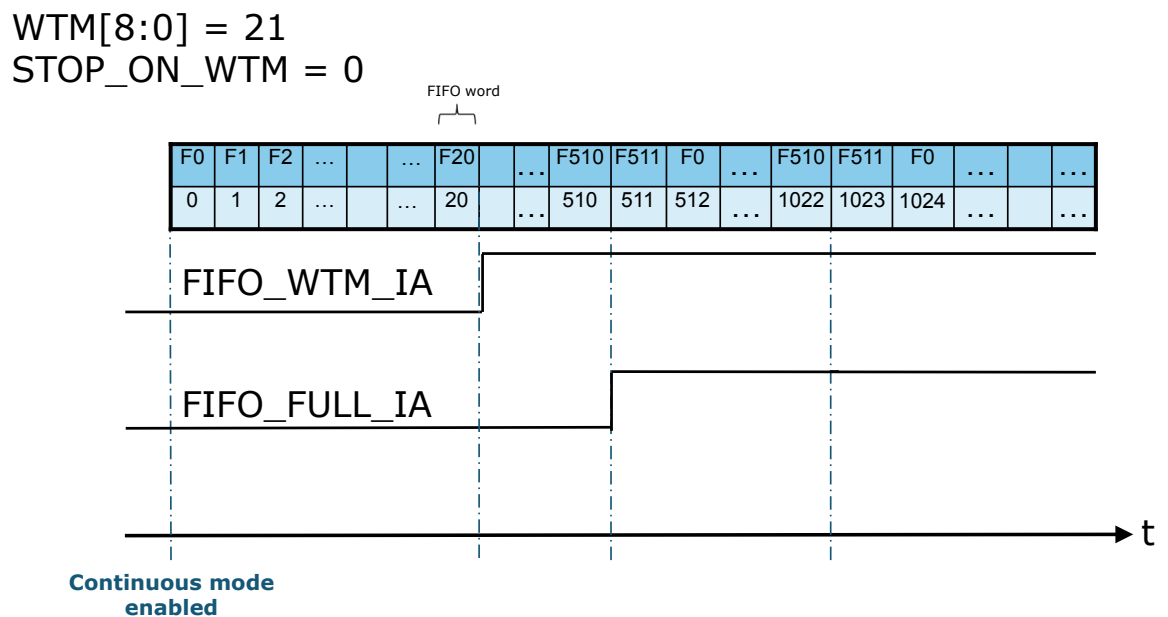 WTM[8:0] = 21
STOP_ON_WTM = 0
FIFO word
F0 F1 F2 ... ... F20 ... F510 F511 F0 ... F510 F511 F0 ... ...
0 1 2 ... ... 20 ... 510 511 512 ... 1022 1023 1024 ... ...
FIFO_WTM_IA
FIFO_FULL_IA
t
Continuous mode
enabled